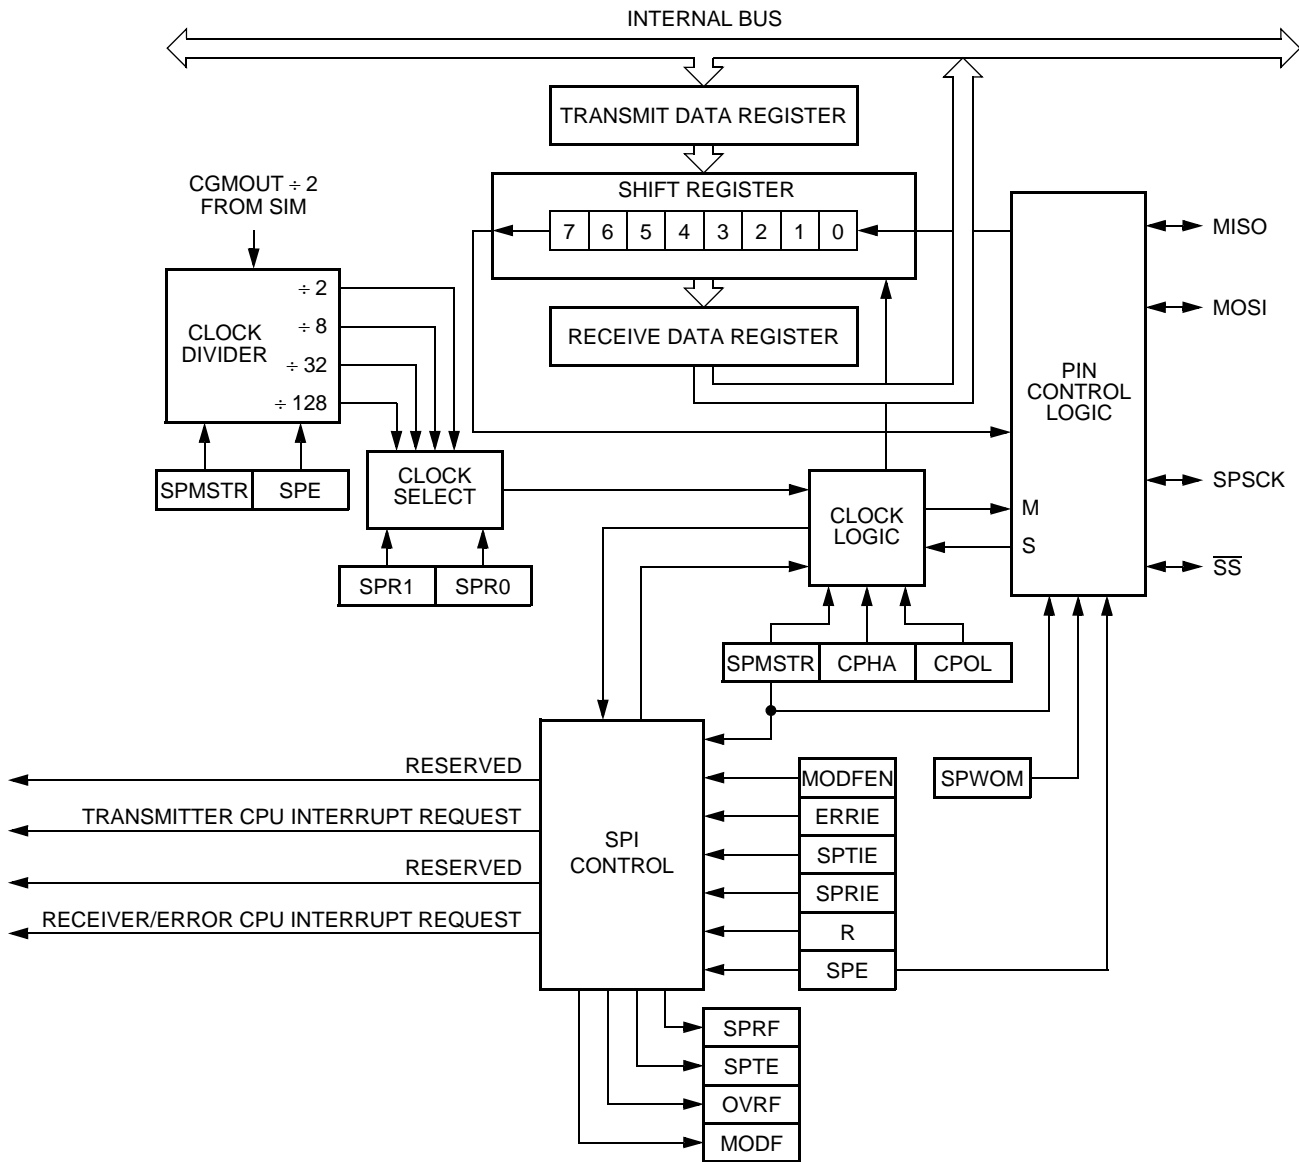 INTERNAL BUS
TRANSMIT DATA REGISTER
CGMOUT ÷ 2
FROM SIM
SHIFT REGISTER
7 6 5 4 3 2 1 0
MISO
÷ 2
MOSI
÷ 8
CLOCK
DIVIDER
RECEIVE DATA REGISTER
÷ 32
PIN
CONTROL
LOGIC
÷ 128
CLOCK
SELECT
SPMSTR SPE
SPSCK
CLOCK
LOGIC
M
S
SS
SPR1 SPR0
SPMSTR CPHA CPOL
RESERVED
MODFEN
SPWOM
TRANSMITTER CPU INTERRUPT REQUEST
ERRIE
SPI
CONTROL
SPTIE
RESERVED
SPRIE
RECEIVER/ERROR CPU INTERRUPT REQUEST
R
SPE
SPRF
SPTE
OVRF
MODF